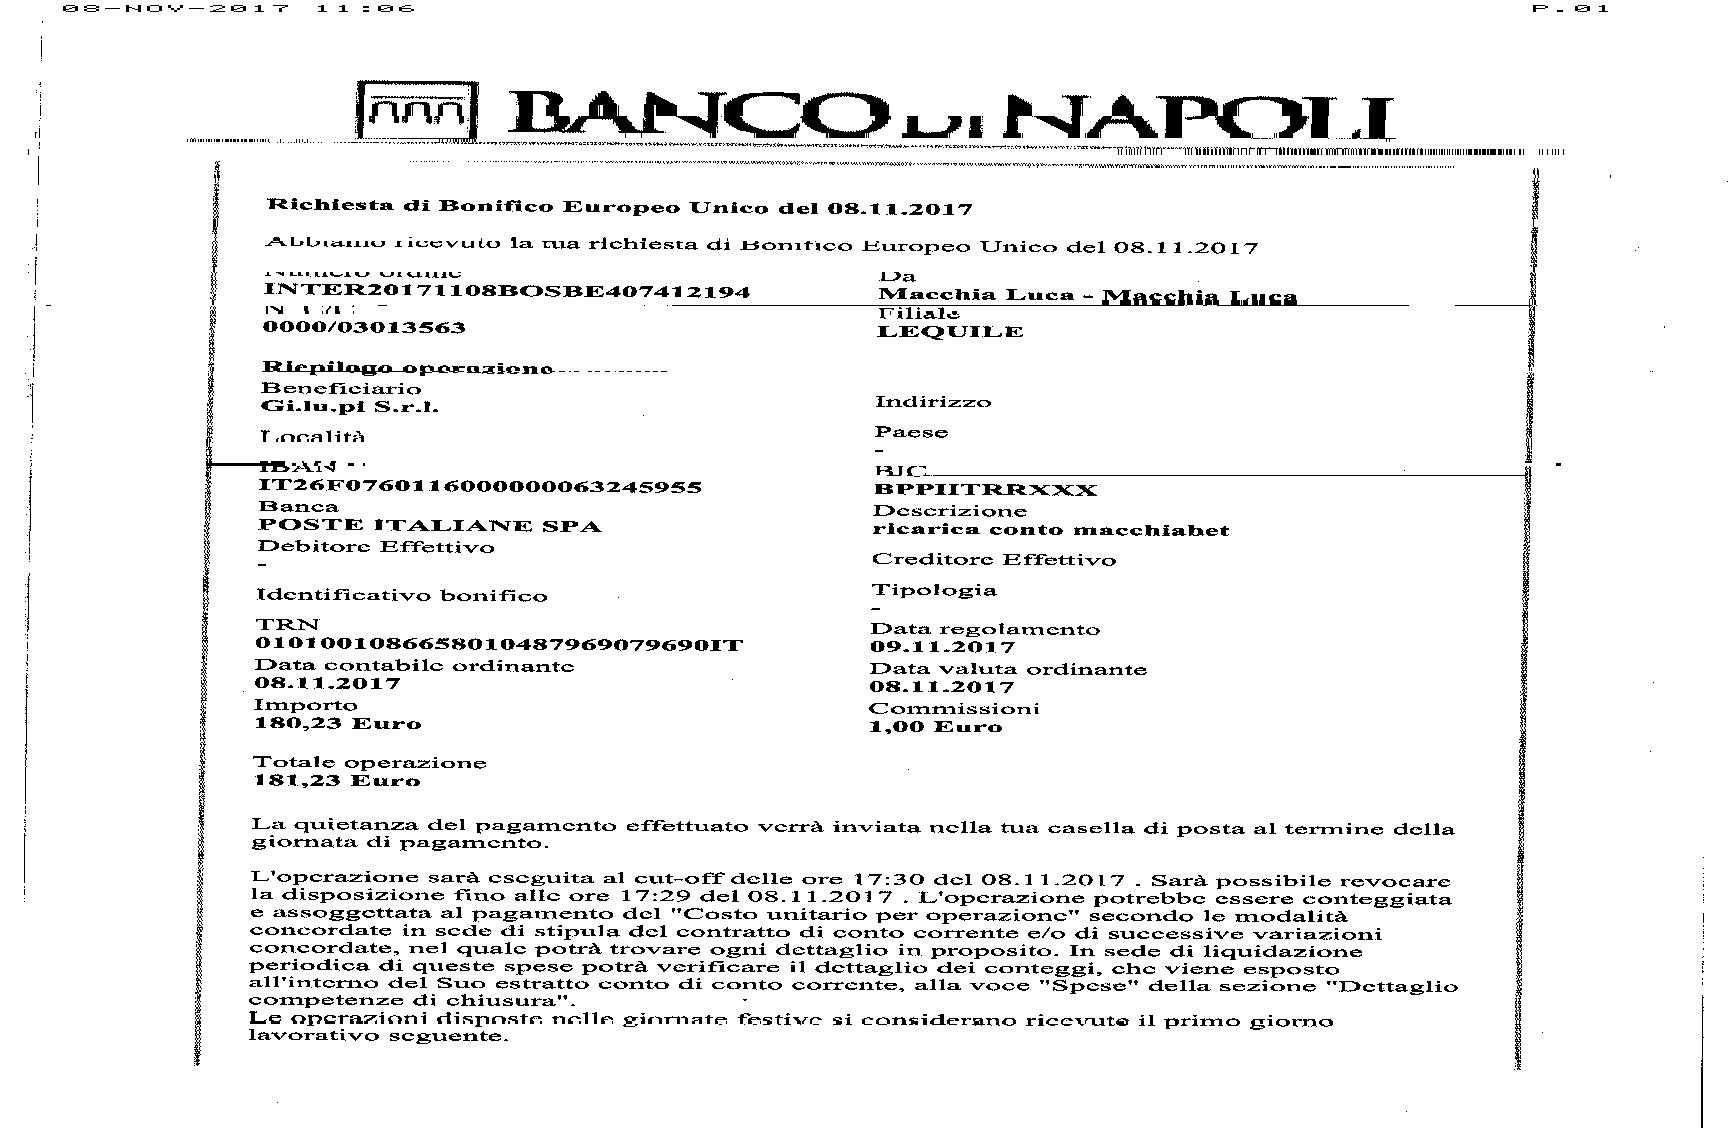 08-NOV-2017 11:06 P.01
BANCO DI NAPOLI
Richiesta di Bonifico Europeo Unico del 08.11.2017
Abbiamo ricevuto la tua richiesta di Bonifico Europeo Unico del 08.11.2017
Numero ordine Da
INTER20171108BOSBE407412194 Macchia Luca - Macchia Luca
Filiale
0000/03013563 LEQUILE
Riepilogo operazione
Beneficiario
Gi.lu.pi S.r.l. Indirizzo
Località Paese
-
IBAN BIC
IT26F0760116000000063245955 BPPIITRRXXX
Banca Descrizione
POSTE ITALIANE SPA ricarica conto macchiabet
Debitore Effettivo Creditore Effettivo
-
Identificativo bonifico Tipologia
-
TRN Data regolamento
0101001086658010487969079690IT 09.11.2017
Data contabile ordinante Data valuta ordinante
08.11.2017 08.11.2017
Importo Commissioni
180,23 Euro 1,00 Euro
Totale operazione
181,23 Euro
La quietanza del pagamento effettuato verrà inviata nella tua casella di posta al termine della
giornata di pagamento.
L'operazione sarà eseguita al cut-off delle ore 17:30 del 08.11.2017 . Sarà possibile revocare
la disposizione fino alle ore 17:29 del 08.11.2017 . L'operazione potrebbe essere conteggiata
e assoggettata al pagamento del "Costo unitario per operazione" secondo le modalità
concordate in sede di stipula del contratto di conto corrente e/o di successive variazioni
concordate, nel quale potrà trovare ogni dettaglio in proposito. In sede di liquidazione
periodica di queste spese potrà verificare il dettaglio dei conteggi, che viene esposto
all'interno del Suo estratto conto di conto corrente, alla voce "Spese" della sezione "Dettaglio
competenze di chiusura".
Le operazioni disposte nelle giornate festive si considerano ricevute il primo giorno
lavorativo seguente.